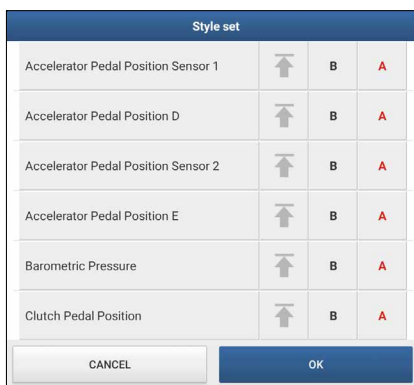 Style set
Accelerator Pedal Position Sensor 1 B A
Accelerator Pedal Position D B A
Accelerator Pedal Position Sensor 2 B A
Accelerator Pedal Position E B A
Barometric Pressure B A
Clutch Pedal Position B A
CANCEL OK